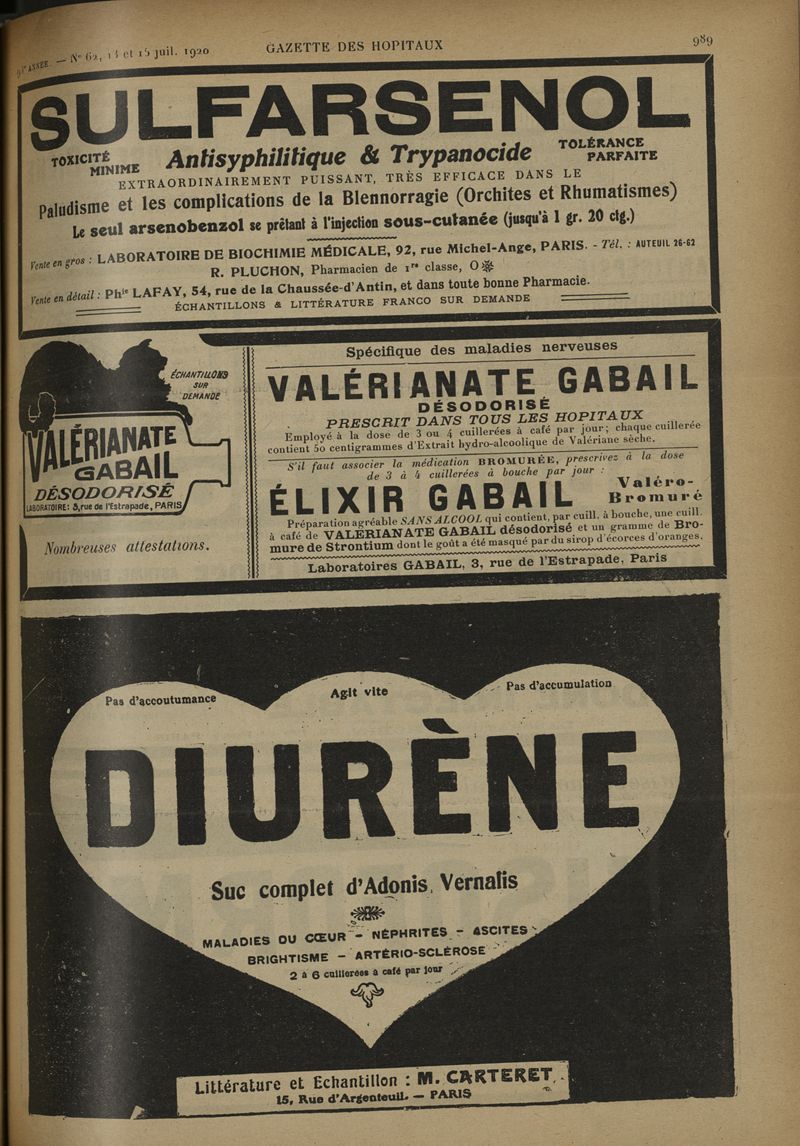 93e ANNÉE. — No 62, 13 et 15 juil. 1920 GAZETTE DES HOPITAUX 989
SULFARSENOL
TOXICITÉ MINIME
Antisyphilitique & Trypanocide
TOLÉRANCE PARFAITE
EXTRAORDINAIREMENT PUISSANT, TRÈS EFFICACE DANS LE
Paludisme et les complications de la Blennorragie (Orchites et Rhumatismes)
Le seul arsenobenzol se prêtant à l'injection sous-cutanée (jusqu'à 1 gr. 20 ctg.)
Vente en gros : LABORATOIRE DE BIOCHIMIE MÉDICALE, 92, rue Michel-Ange, PARIS. - Tél. : AUTEUIL 26-62
R. PLUCHON, Pharmacien de 1re classe, O
Vente en détail : Phie LAFAY, 54, rue de la Chaussée-d'Antin, et dans toute bonne Pharmacie.
ÉCHANTILLONS & LITTÉRATURE FRANCO SUR DEMANDE
ÉCHANTILLONS
SUR
DEMANDE
VALÉRIANATE
GABAIL
DÉSODORISÉ
LABORATOIRE: 3, rue de l'Estrapade, PARIS
Nombreuses attestations.
Spécifique des maladies nerveuses
VALÉRIANATE GABAIL
DÉSODORISÉ
PRESCRIT DANS TOUS LES HOPITAUX
Employé à la dose de 3 ou 4 cuillerées à café par jour; chaque cuillerée
contient 50 centigrammes d'Extrait hydro-alcoolique de Valériane sèche.
S'il faut associer la médication BROMURÉE, prescrivez à la dose
de 3 à 4 cuillerées à bouche par jour :
ÉLIXIR GABAIL Valéro-
Bromuré
Préparation agréable SANS ALCOOL qui contient, par cuill. à bouche, une cuill.
à café de VALÉRIANATE GABAIL désodorisé et un gramme de Bro-
mure de Strontium dont le goût a été masqué par du sirop d'écorces d'oranges.
Laboratoires GABAIL, 3, rue de l'Estrapade, Paris
Pas d'accoutumance Agit vite Pas d'accumulation
DIURÈNE
Suc complet d'Adonis Vernalis
MALADIES DU CŒUR - NÉPHRITES - ASCITES
BRIGHTISME - ARTÉRIO-SCLÉROSE
2 à 6 cuillerées à café par jour
Littérature et Echantillon : M. CARTERET
15, Rue d'Argenteuil. — PARIS